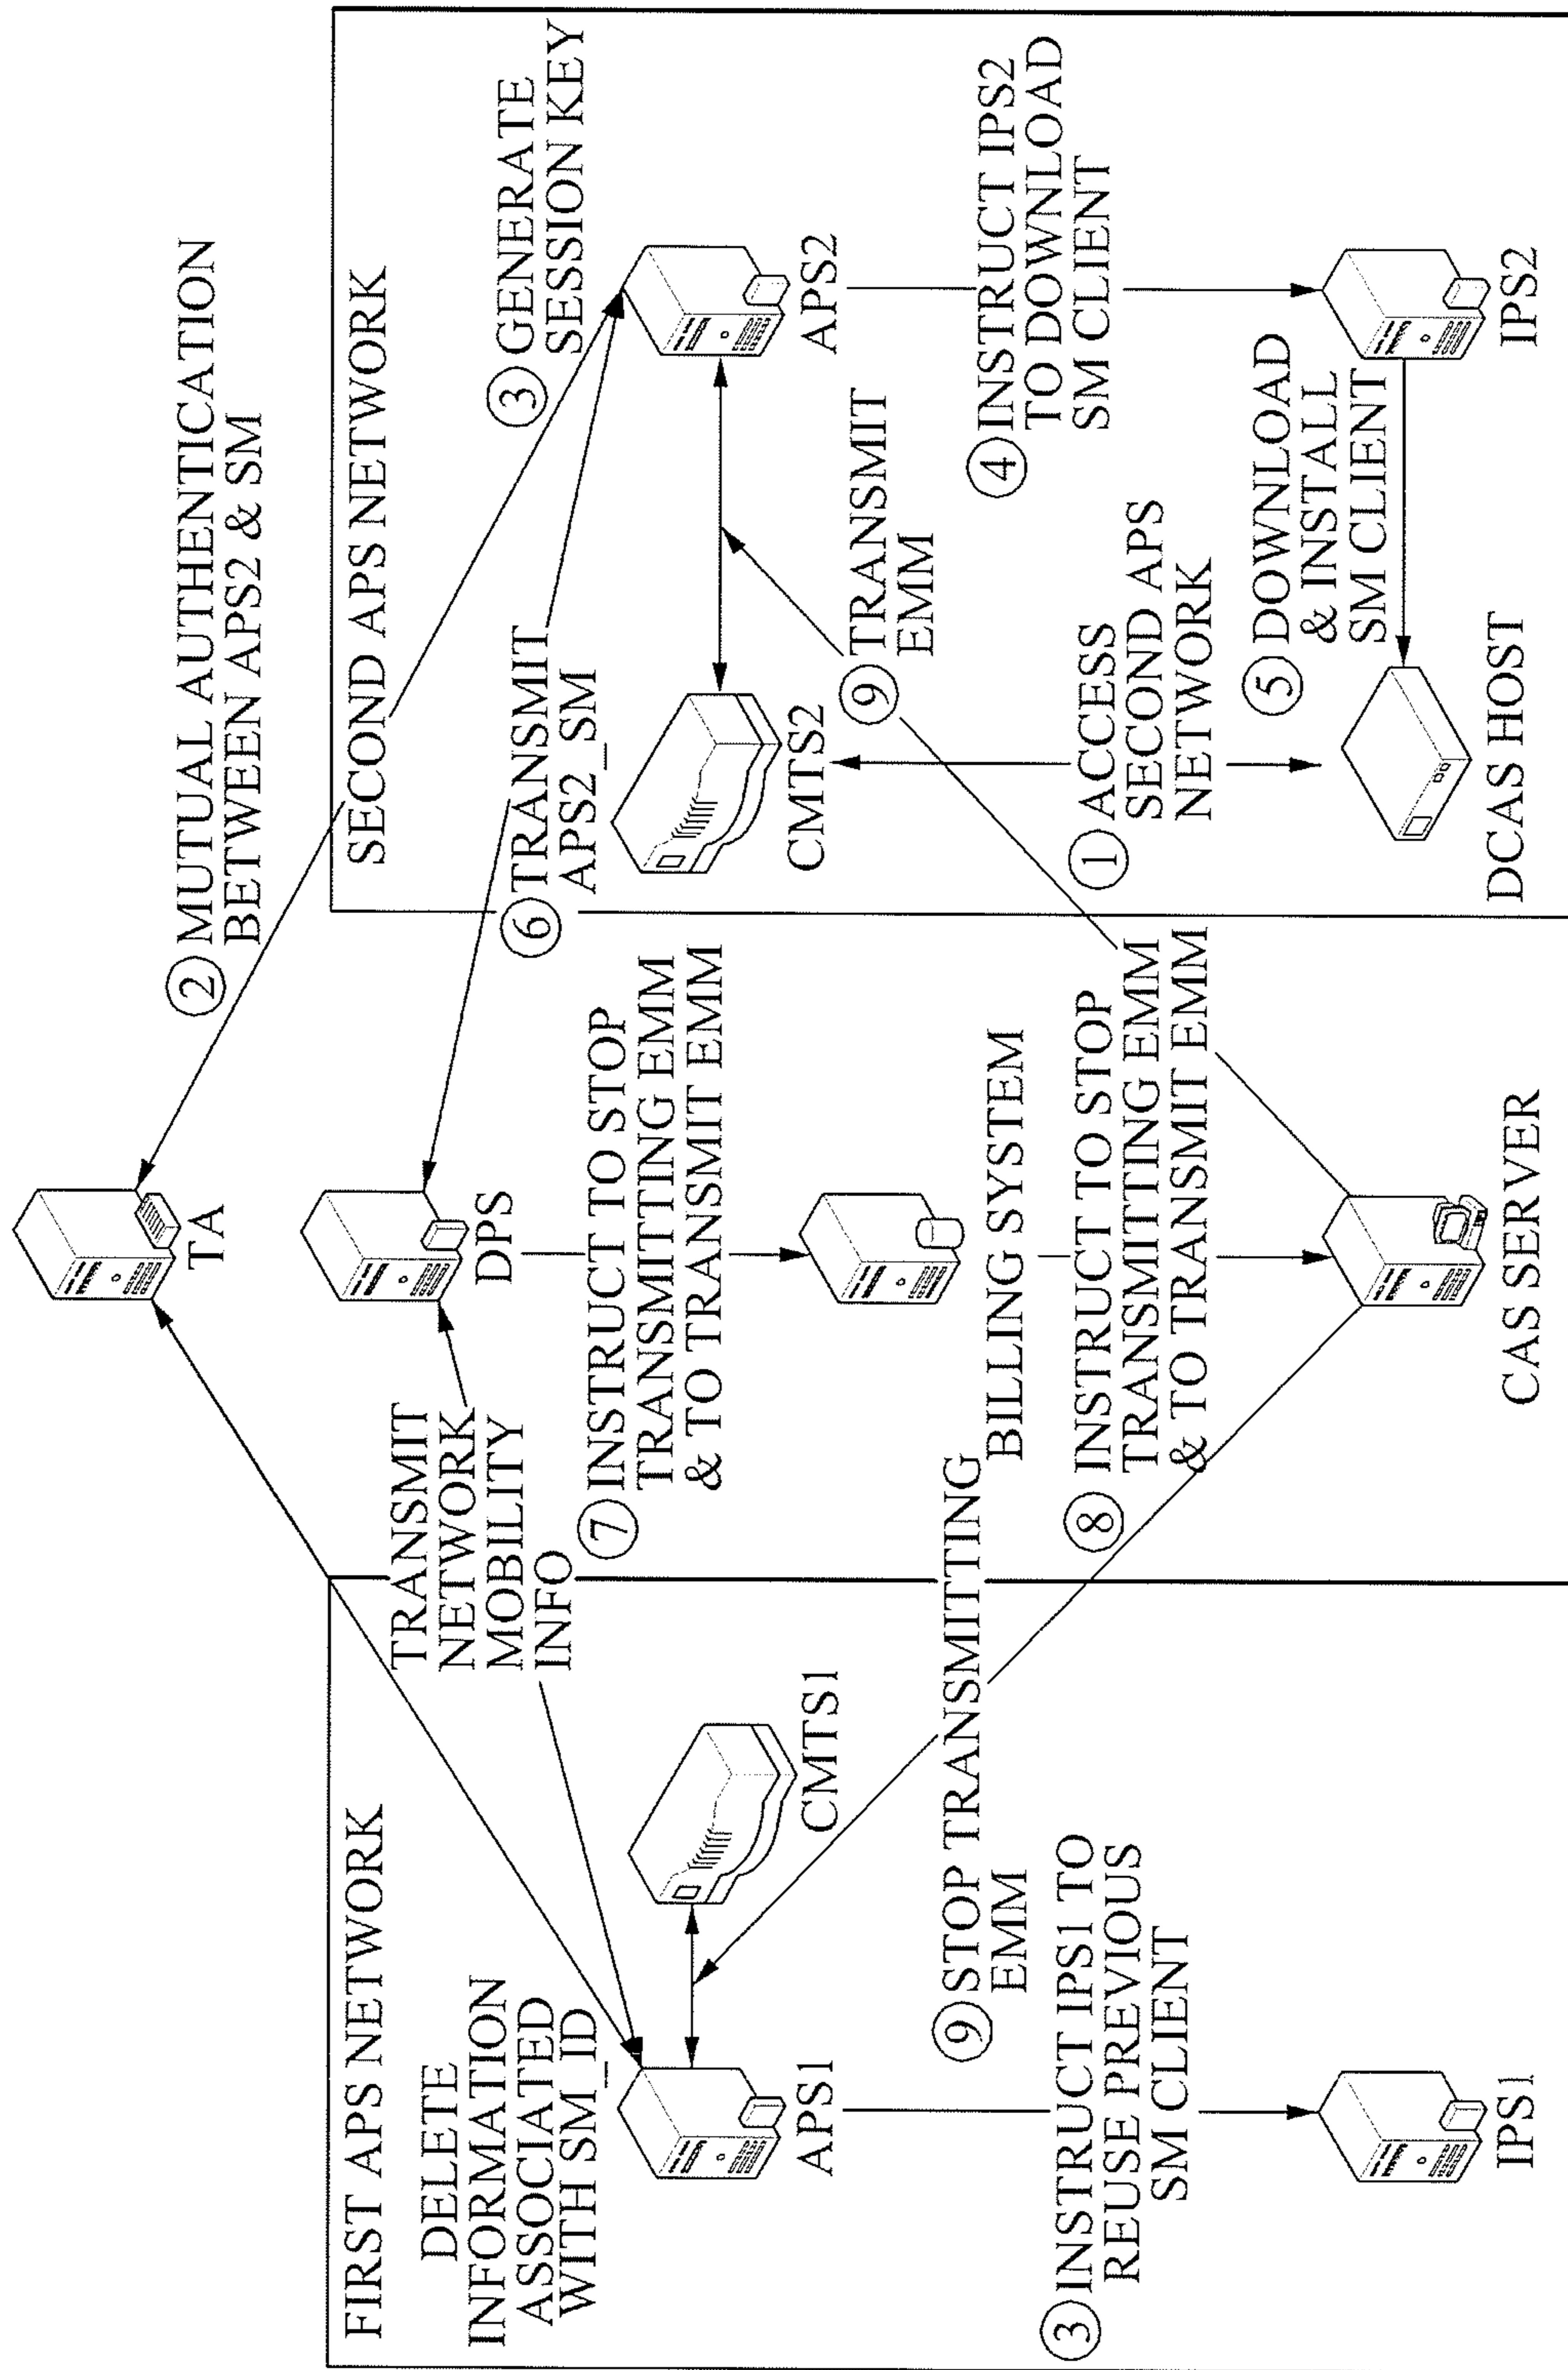 TA
② MUTUAL AUTHENTICATION
BETWEEN APS2 & SM
FIRST APS NETWORK
DELETE
INFORMATION
ASSOCIATED
WITH SM_ID
TRANSMIT
NETWORK
MOBILITY
INFO
APS1
CMTS1
③ INSTRUCT IPS1 TO
REUSE PREVIOUS
SM CLIENT
IPS1
DPS
⑦ INSTRUCT TO STOP
TRANSMITTING EMM
& TO TRANSMIT EMM
BILLING SYSTEM
⑧ INSTRUCT TO STOP
TRANSMITTING EMM
& TO TRANSMIT EMM
⑨ STOP TRANSMITTING
EMM
CAS SERVER
SECOND APS NETWORK
③ GENERATE
SESSION KEY
⑥ TRANSMIT
APS2_SM
CMTS2
APS2
⑨ TRANSMIT
EMM
④ INSTRUCT IPS2
TO DOWNLOAD
SM CLIENT
① ACCESS
SECOND APS
NETWORK
⑤ DOWNLOAD
& INSTALL
SM CLIENT
DCAS HOST
IPS2